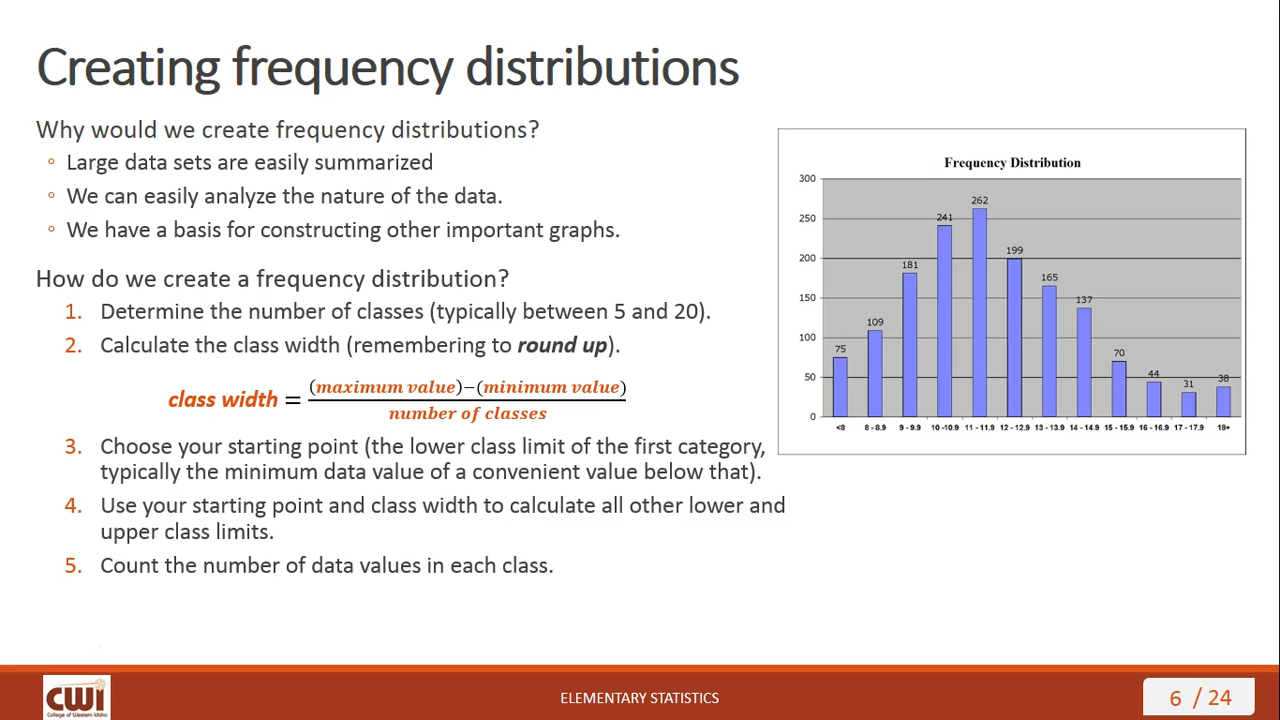 Creating frequency distributions
Why would we create frequency distributions?
◦ Large data sets are easily summarized
◦ We can easily analyze the nature of the data.
◦ We have a basis for constructing other important graphs.
How do we create a frequency distribution?
1. Determine the number of classes (typically between 5 and 20).
2. Calculate the class width (remembering to round up).
class width = (maximum value)−(minimum value)
number of classes
3. Choose your starting point (the lower class limit of the first category,
typically the minimum data value of a convenient value below that).
4. Use your starting point and class width to calculate all other lower and
upper class limits.
5. Count the number of data values in each class.
Frequency Distribution
300
250
200
150
100
50
0
75 109 181 241 262 199 165 137 70 44 31 38
<8 8 - 8.9 9 - 9.9 10 -10.9 11 - 11.9 12 - 12.9 13 - 13.9 14 - 14.9 15 - 15.9 16 - 16.9 17 - 17.9 18+
CWI
College of Western Idaho
ELEMENTARY STATISTICS
6 / 24